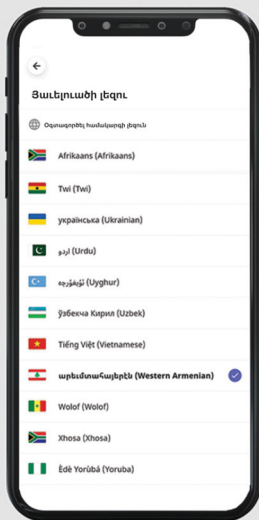 Յաւելուածի լեզու
Օգտագործել համակարգի լեզուն
Afrikaans (Afrikaans)
Twi (Twi)
українська (Ukrainian)
اردو (Urdu)
ئۇيغۇرچە (Uyghur)
ўзбекча Кирил (Uzbek)
Tiếng Việt (Vietnamese)
արեւմտահայերէն (Western Armenian)
Wolof (Wolof)
Xhosa (Xhosa)
Èdè Yorùbá (Yoruba)